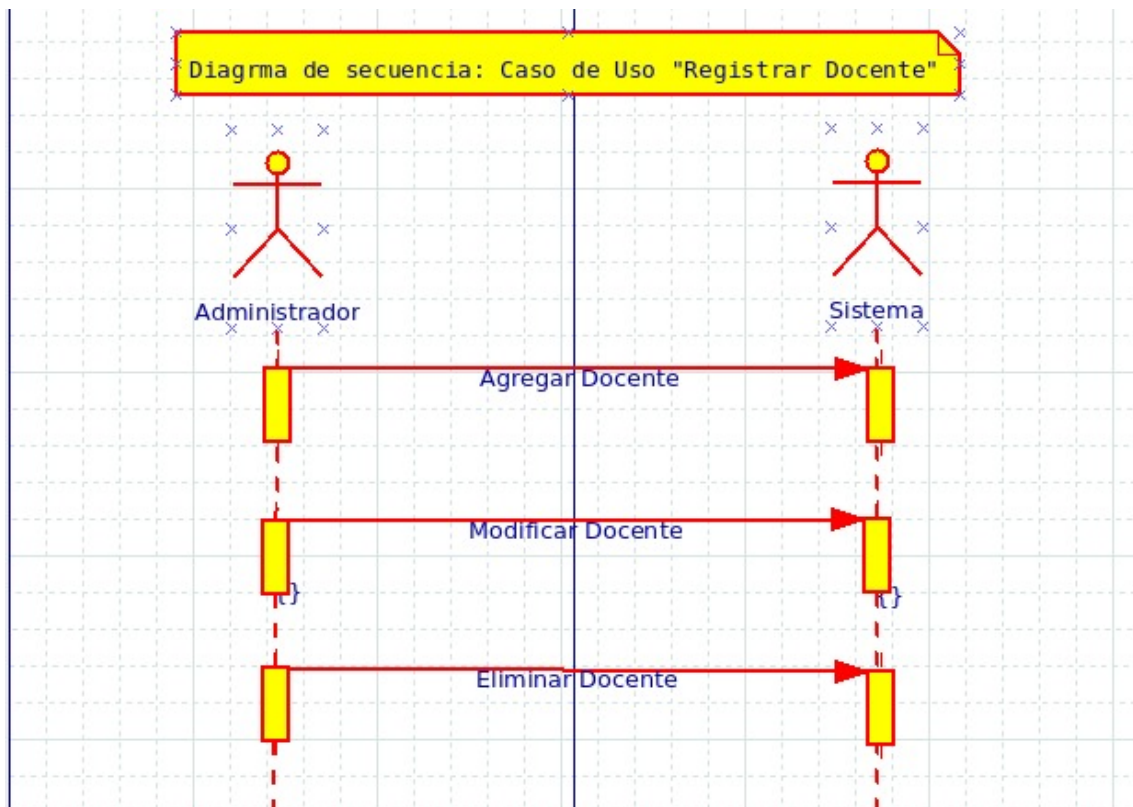 Diagrma de secuencia: Caso de Uso "Registrar Docente"
Administrador
Sistema
Agregar Docente
Modificar Docente
{}
{}
Eliminar Docente